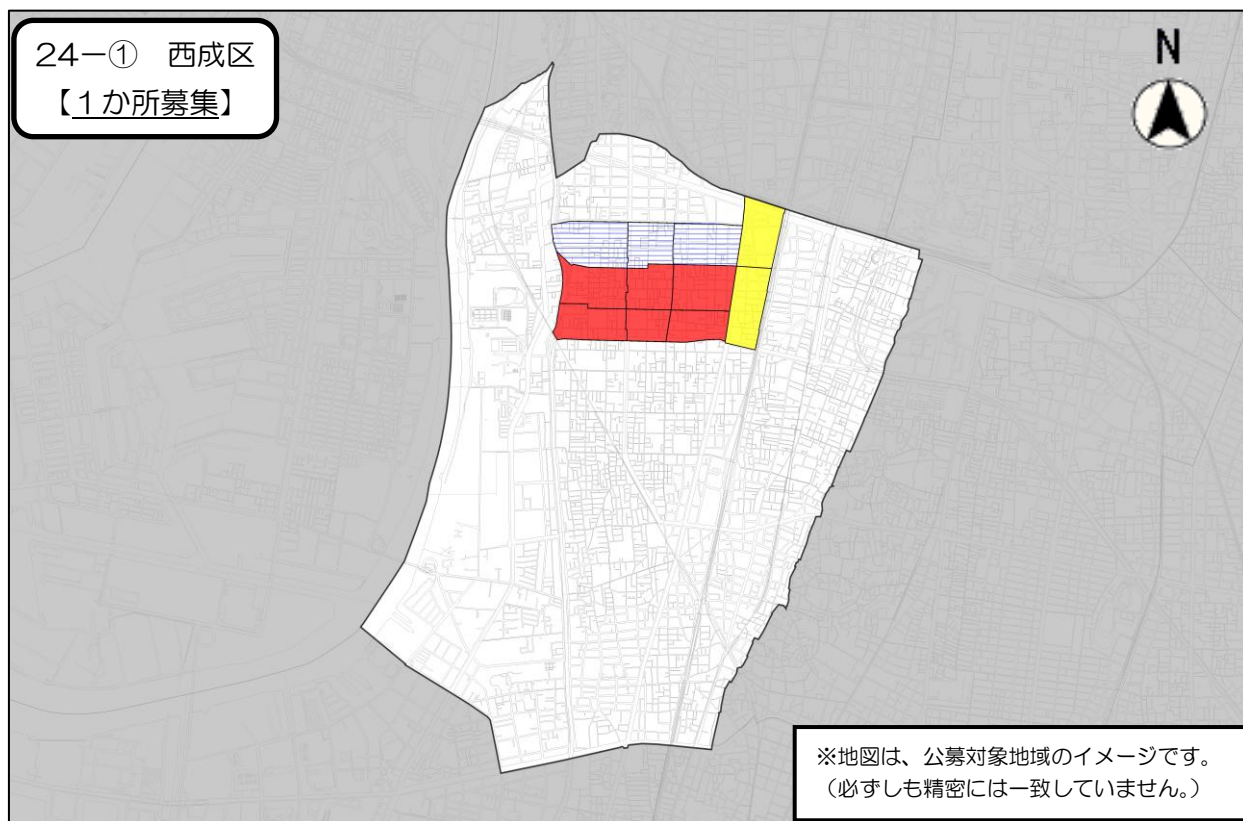 24－①　西成区
【１か所募集】
N
※地図は、公募対象地域のイメージです。
（必ずしも精密には一致していません。）